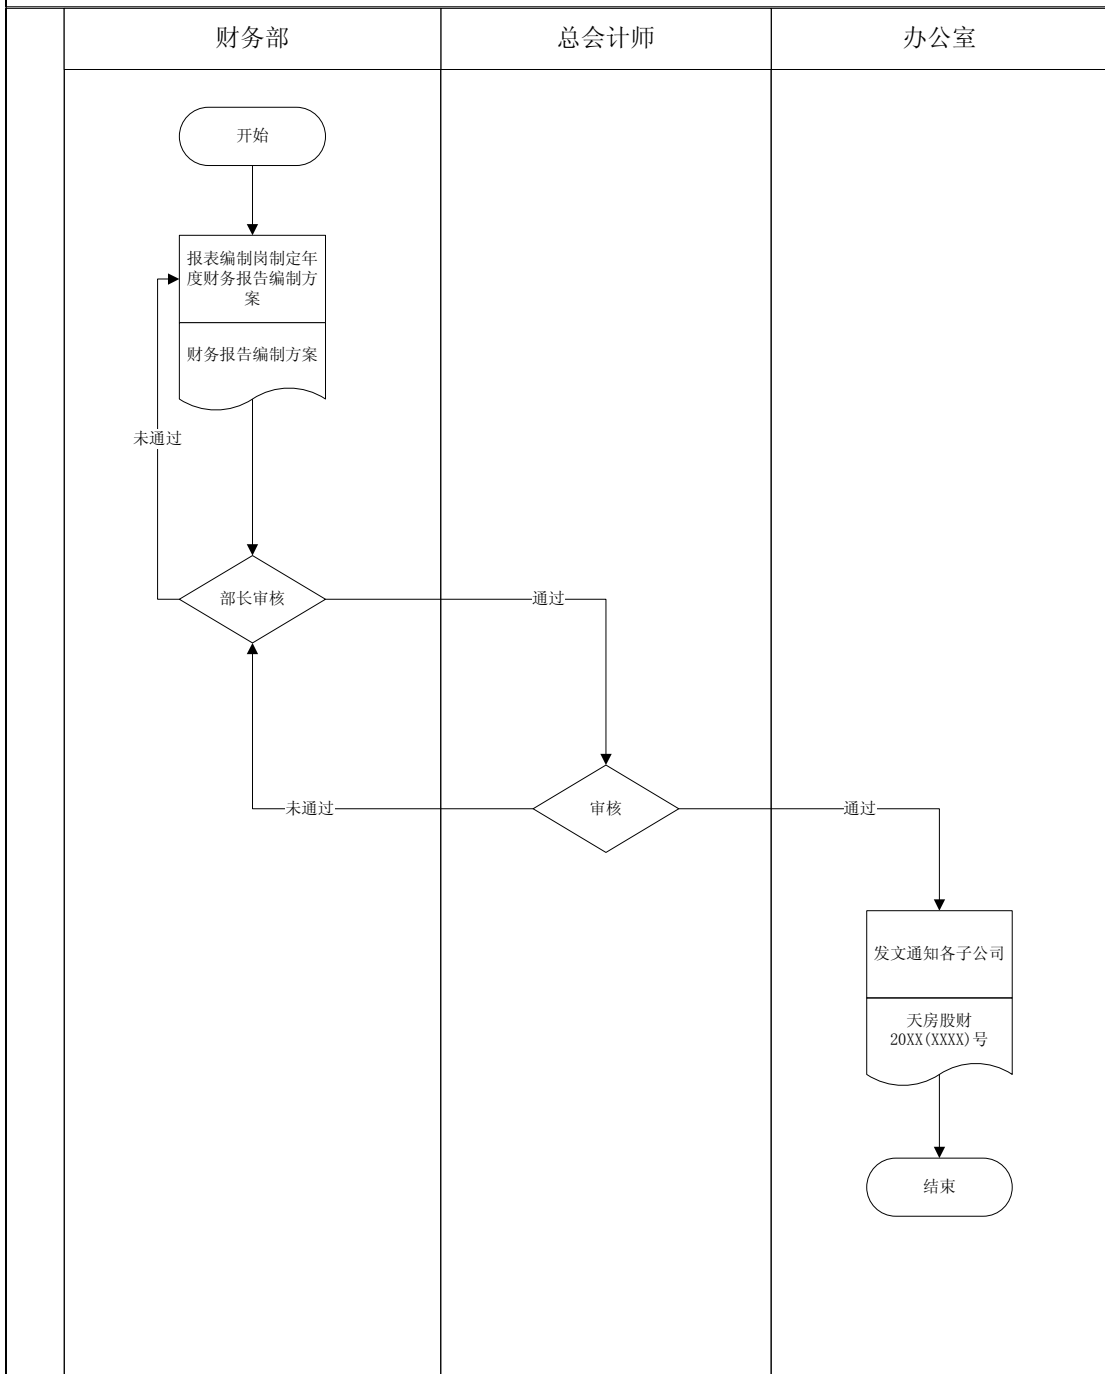 财务部
总会计师
办公室
开始
报表编制岗制定年
度财务报告编制方
案
财务报告编制方案
未通过
部长审核
通过
未通过
审核
通过
发文通知各子公司
天房股财
20XX(XXXX)号
结束